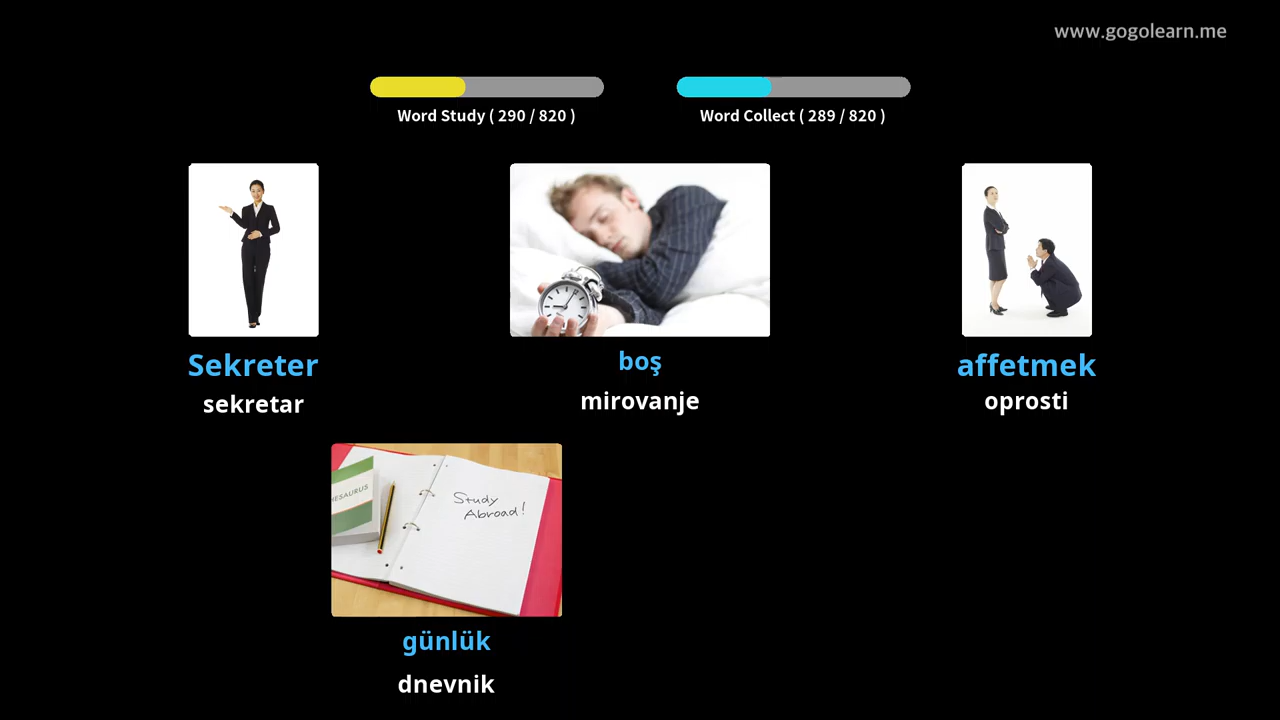 www.gogolearn.me
Word Study ( 290 / 820 )
Word Collect ( 289 / 820 )
Sekreter
sekretar
boş
mirovanje
affetmek
oprosti
HESAURUS
Study
Abroad!
günlük
dnevnik